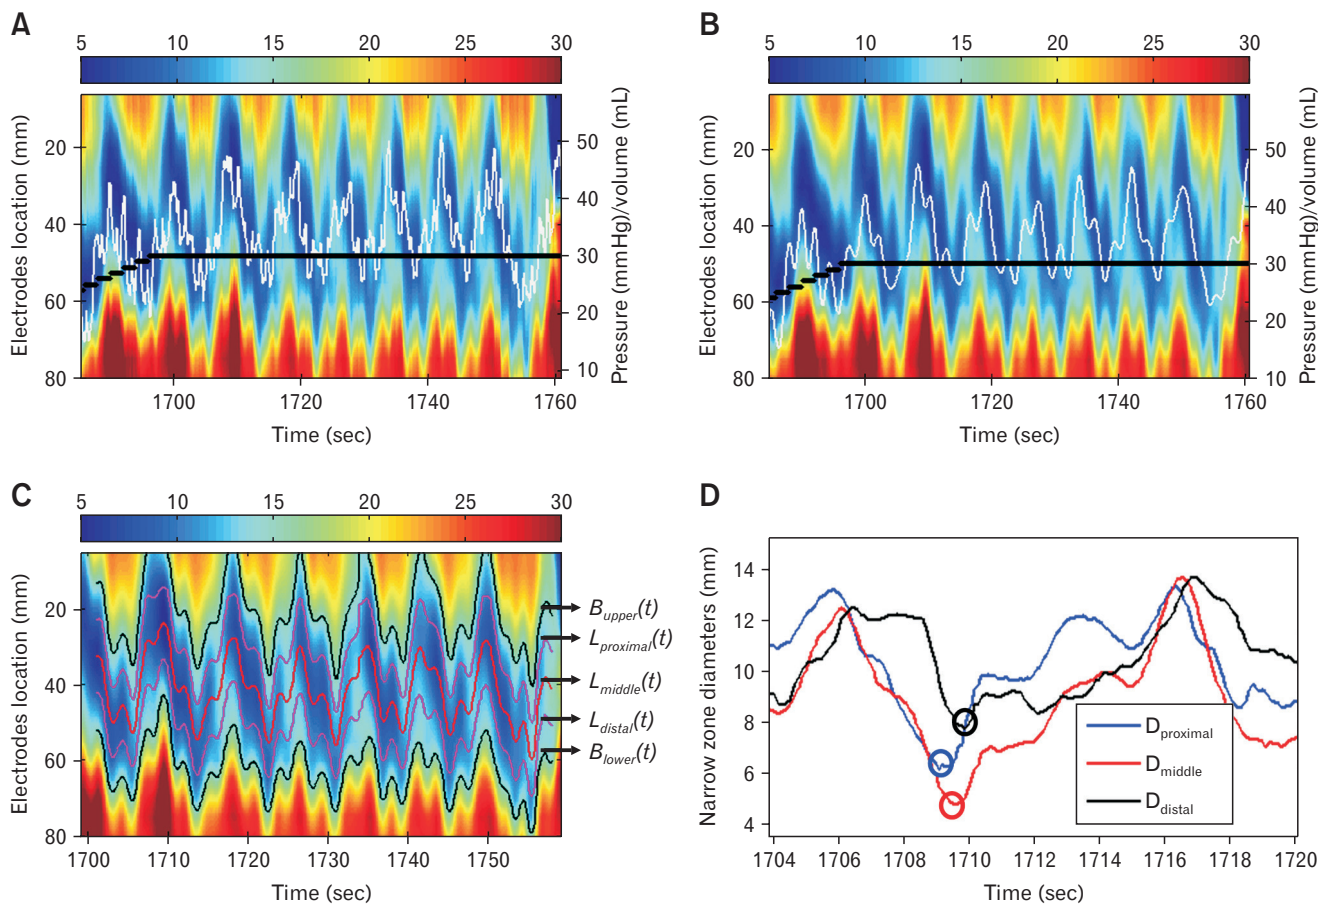 A
5 10 15 20 25 30
Electrodes location (mm)
20
40
60
80
50
40
30
20
10
Pressure (mmHg)/volume (mL)
1700 1720 1740 1760
Time (sec)
B
5 10 15 20 25 30
Electrodes location (mm)
20
40
60
80
50
40
30
20
10
Pressure (mmHg)/volume (mL)
1700 1720 1740 1760
Time (sec)
C
5 10 15 20 25 30
Electrodes location (mm)
20
40
60
80
B_upper(t)
L_proximal(t)
L_middle(t)
L_distal(t)
B_lower(t)
1700 1710 1720 1730 1740 1750
Time (sec)
D
Narrow zone diameters (mm)
14
12
10
8
6
4
D_proximal
D_middle
D_distal
1704 1706 1708 1710 1712 1714 1716 1718 1720
Time (sec)